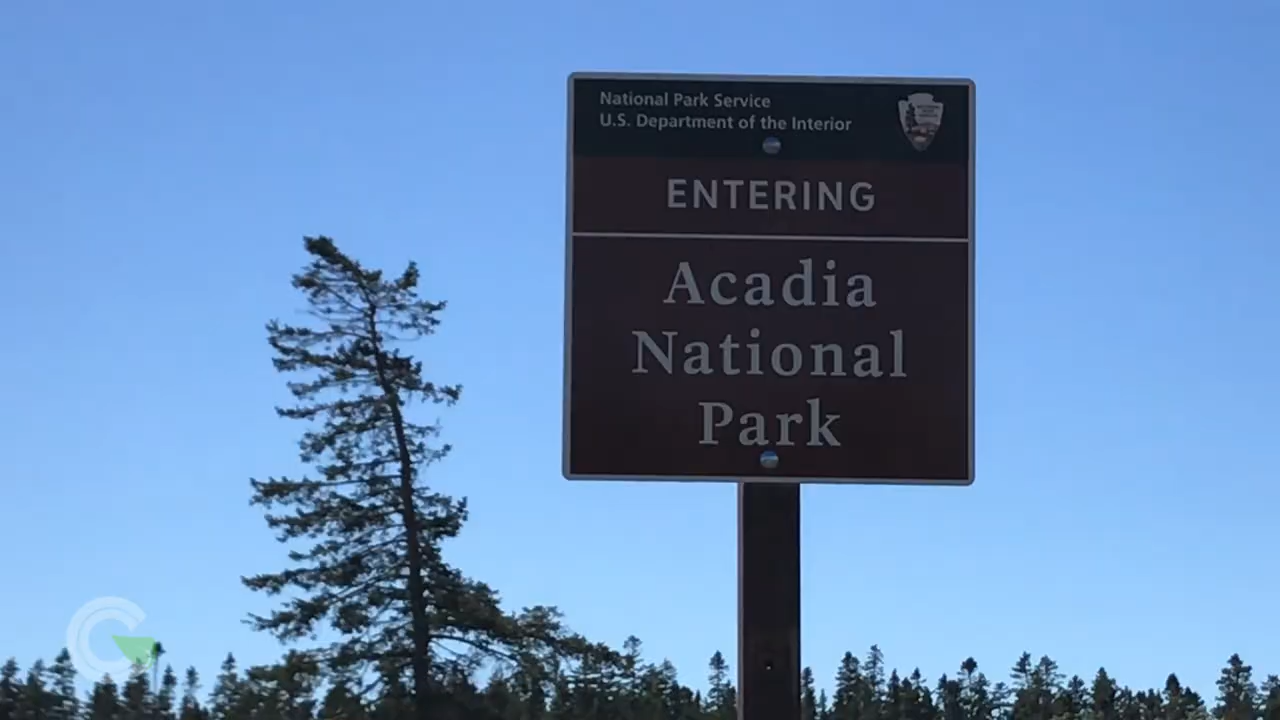 National Park Service
U.S. Department of the Interior
ENTERING
Acadia
National
Park